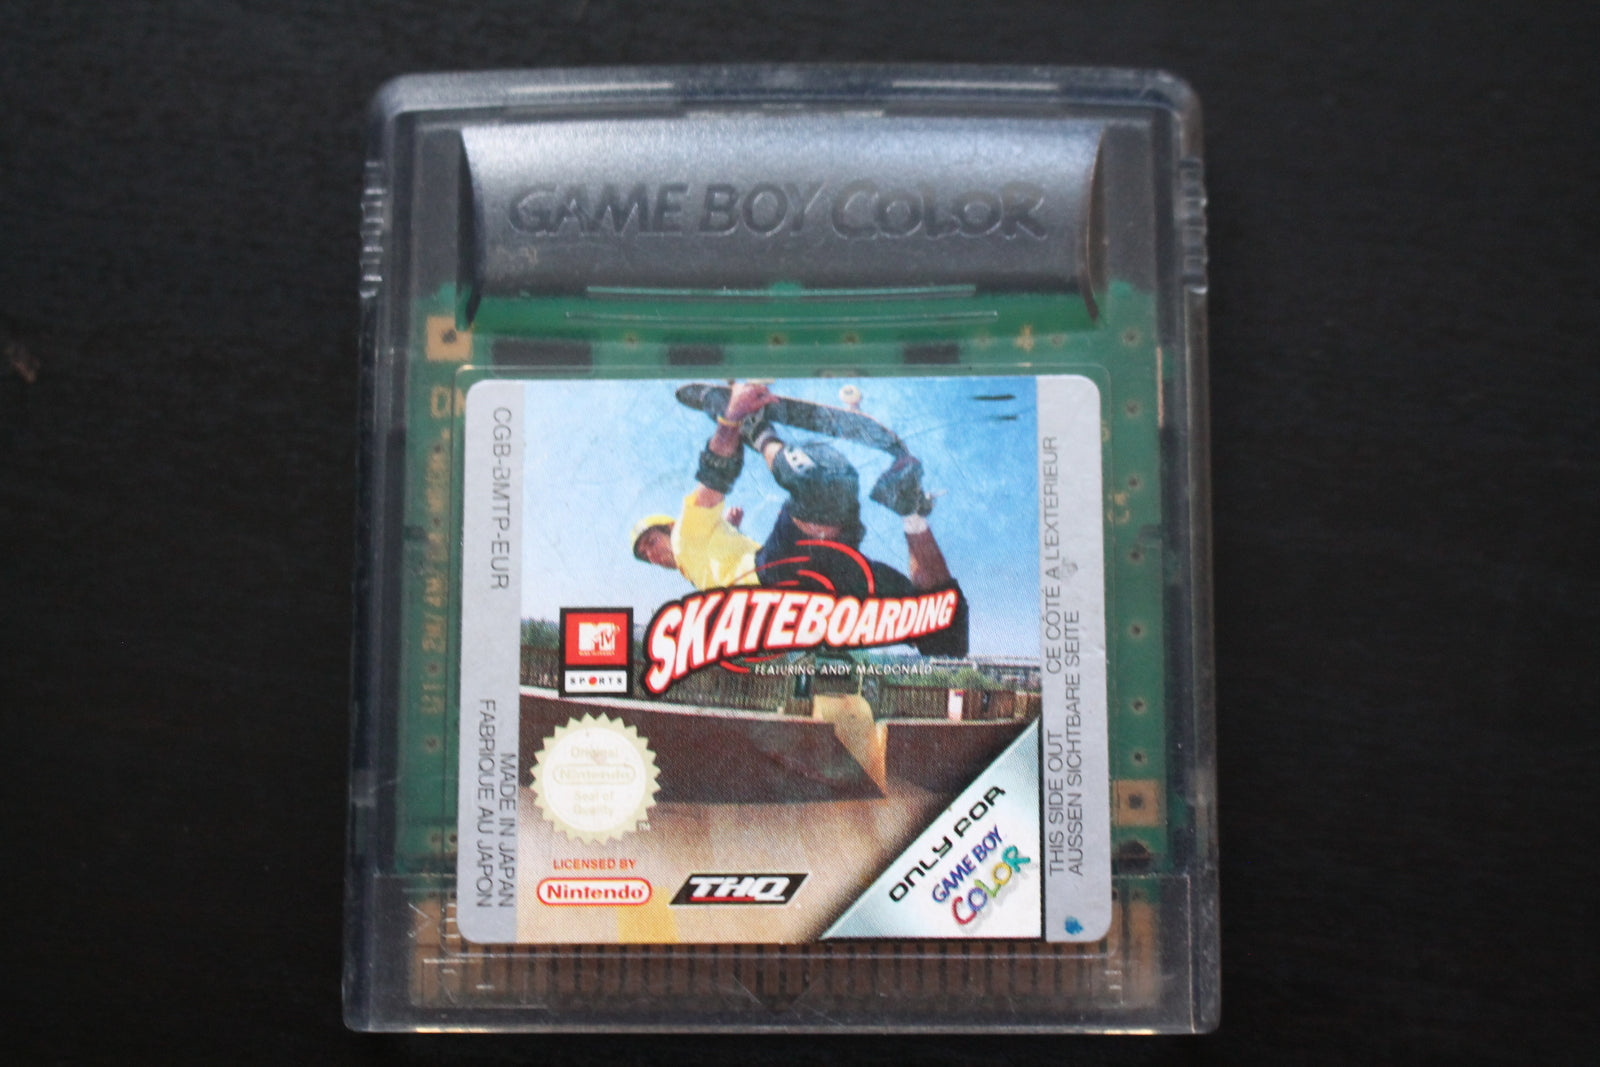 GAME BOY COLOR
CGB-BMTP-EUR
MADE IN JAPAN
FABRIQUE AU JAPON
MTV
SPORTS
SKATEBOARDING
FEATURING ANDY MACDONALD
Original
Nintendo
Seal of
Quality
TM
LICENSED BY
Nintendo
THQ
ONLY FOR
GAME BOY
COLOR
THIS SIDE OUT CE CÔTÉ A L'EXTERIEUR
AUSSEN SICHTBARE SEITE